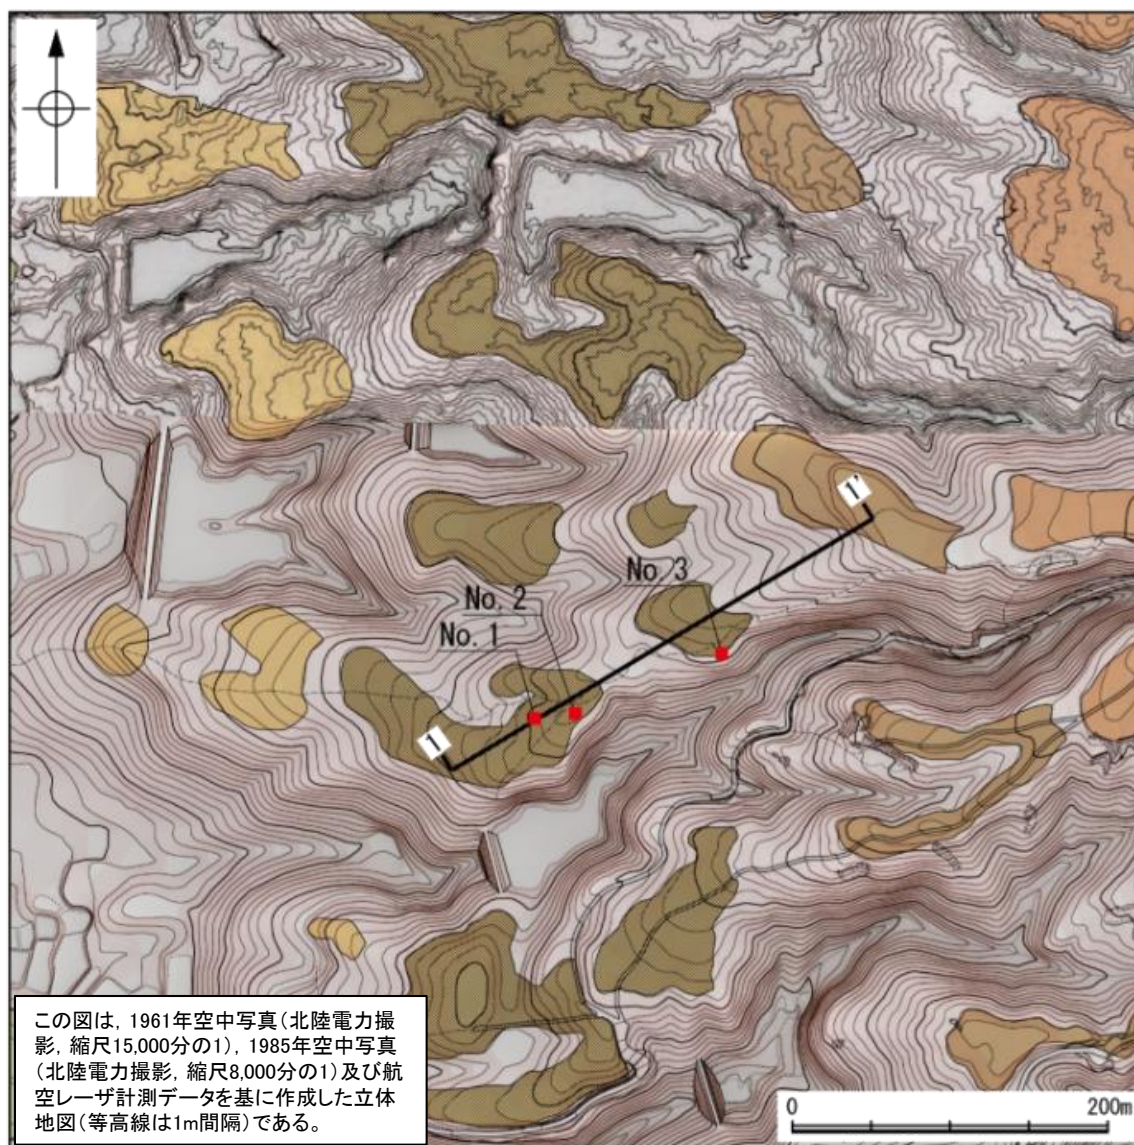 1'
No. 3
No. 2
No. 1
1
この図は, 1961年空中写真(北陸電力撮
影, 縮尺15,000分の1), 1985年空中写真
(北陸電力撮影, 縮尺8,000分の1)及び航
空レーザ計測データを基に作成した立体
地図(等高線は1m間隔)である。
0 200m